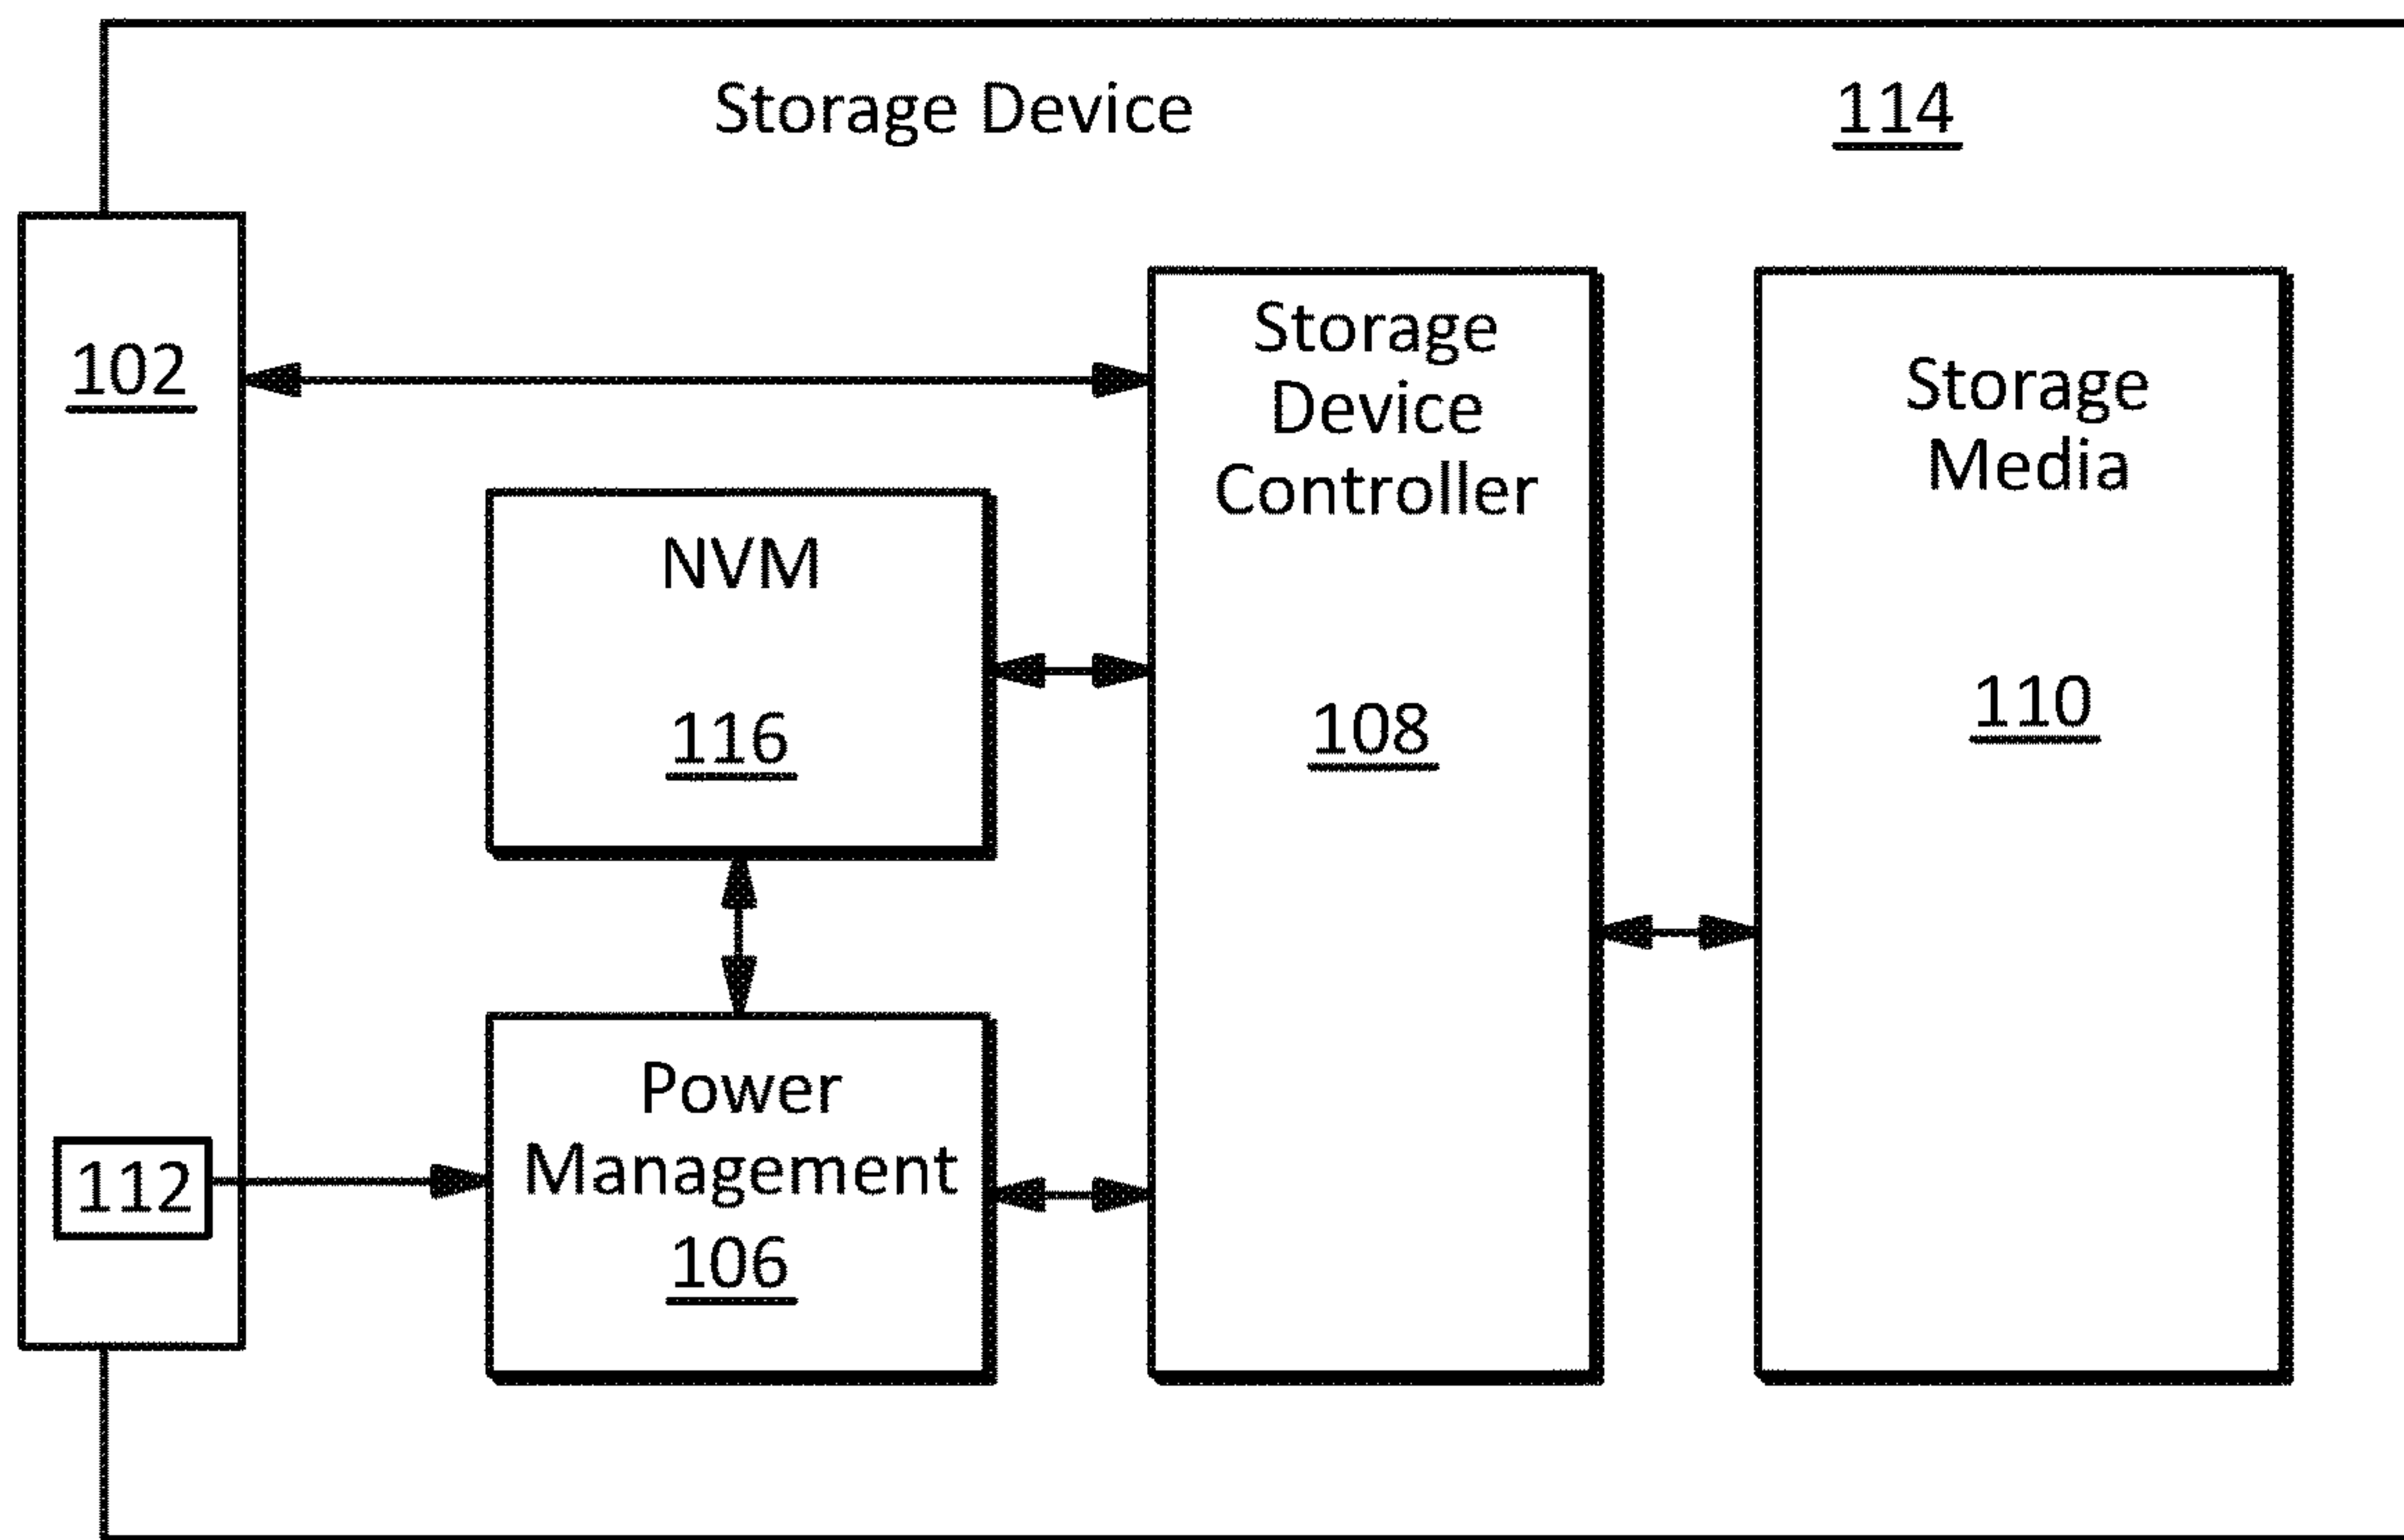 Storage Device
114
102
Storage
Device
Controller
108
Storage
Media
110
NVM
116
Power
Management
106
112